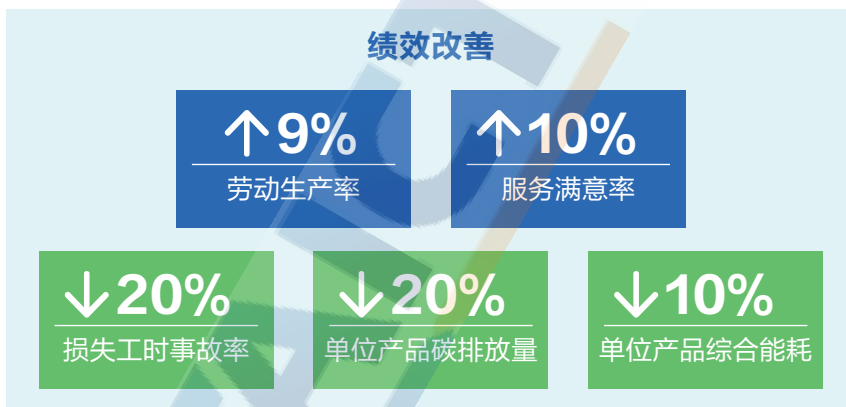 绩效改善
↑9%
劳动生产率
↑10%
服务满意率
↓20%
损失工时事故率
↓20%
单位产品碳排放量
↓10%
单位产品综合能耗